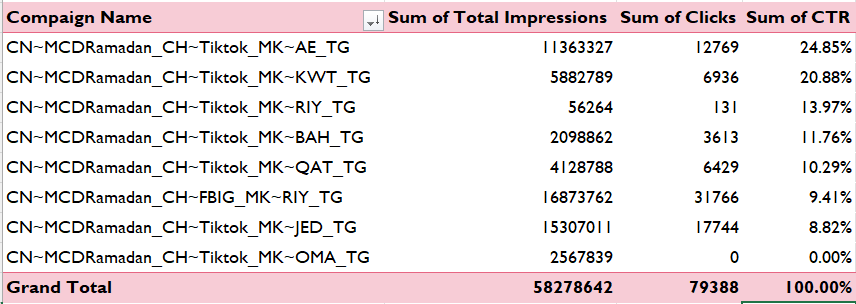 Compaign Name Sum of Total Impressions Sum of Clicks Sum of CTR
CN~MCDRamadan_CH~Tiktok_MK~AE_TG 11363327 12769 24.85%
CN~MCDRamadan_CH~Tiktok_MK~KWT_TG 5882789 6936 20.88%
CN~MCDRamadan_CH~Tiktok_MK~RIY_TG 56264 131 13.97%
CN~MCDRamadan_CH~Tiktok_MK~BAH_TG 2098862 3613 11.76%
CN~MCDRamadan_CH~Tiktok_MK~QAT_TG 4128788 6429 10.29%
CN~MCDRamadan_CH~FBIG_MK~RIY_TG 16873762 31766 9.41%
CN~MCDRamadan_CH~Tiktok_MK~JED_TG 15307011 17744 8.82%
CN~MCDRamadan_CH~Tiktok_MK~OMA_TG 2567839 0 0.00%
Grand Total 58278642 79388 100.00%